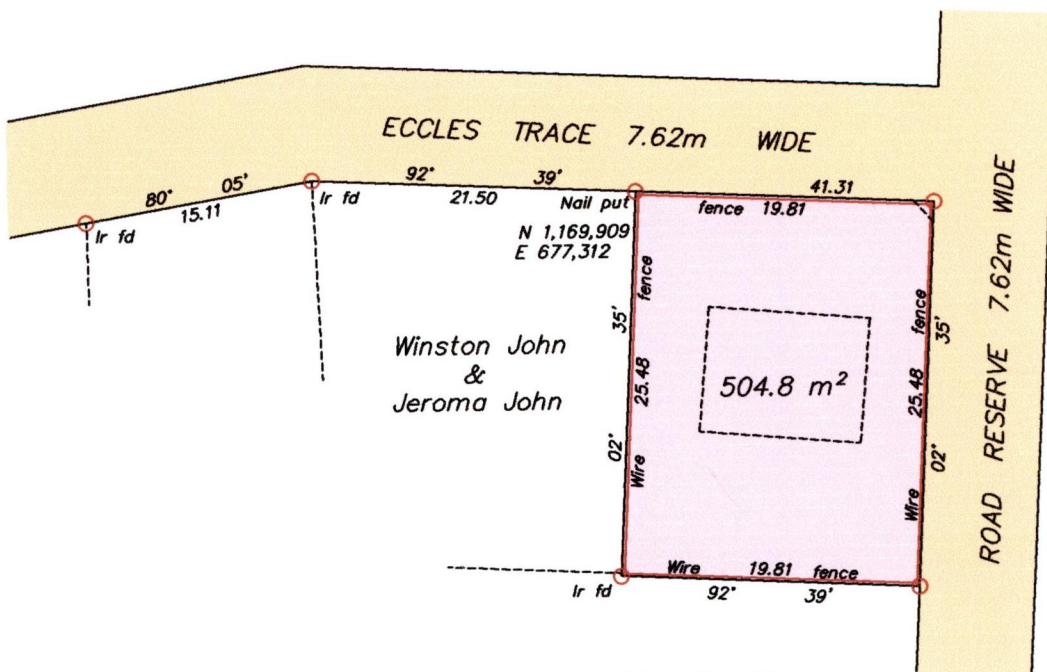 ECCLES TRACE 7.62m WIDE
80° 05'
15.11
Ir fd
92° 39'
21.50
Ir fd
Nail put
N 1,169,909
E 677,312
41.31
fence 19.81
ROAD RESERVE 7.62m WIDE
Winston John
&
Jeroma John
02° 35'
Wire 25.48 fence
504.8 m²
Wire 25.48 fence
02° 35'
Wire 19.81 fence
Ir fd
92° 39'